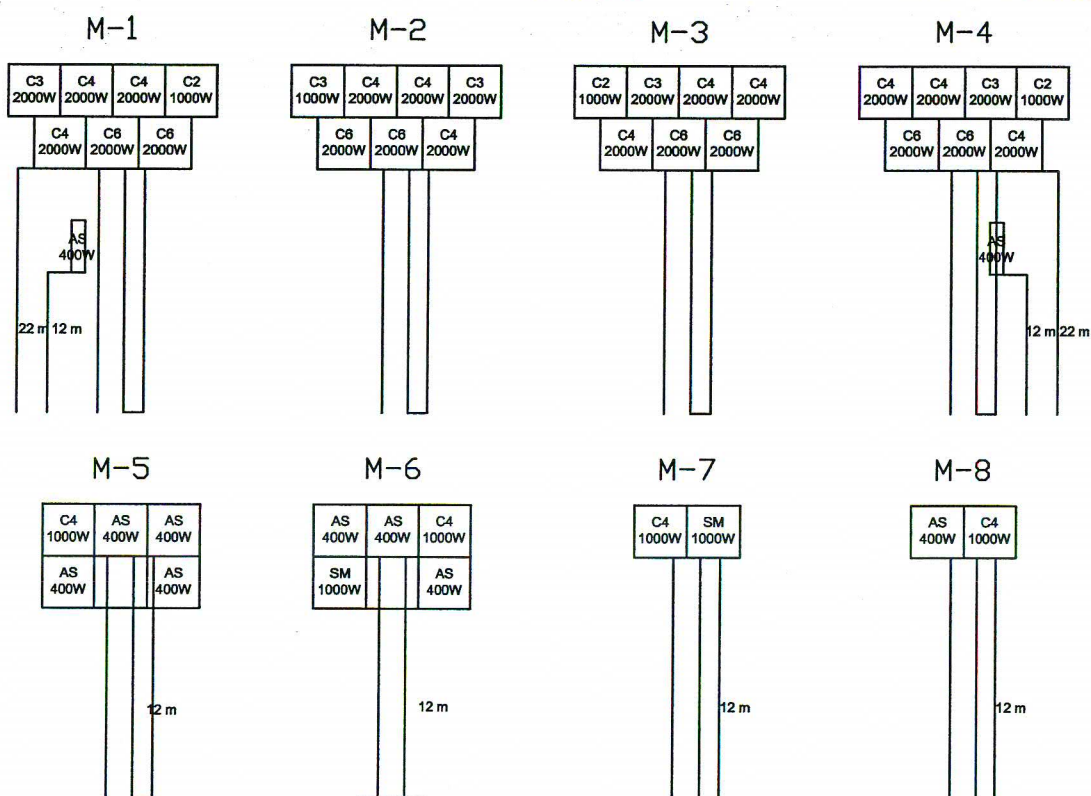 M-1 M-2 M-3 M-4
C3 C4 C4 C2 C3 C4 C4 C3 C2 C3 C4 C4 C4 C4 C3 C2
2000W 2000W 2000W 1000W 1000W 2000W 2000W 2000W 1000W 2000W 2000W 2000W 2000W 2000W 2000W 1000W
C4 C6 C6 C6 C6 C4 C4 C6 C6 C6 C6 C4
2000W 2000W 2000W 2000W 2000W 2000W 2000W 2000W 2000W 2000W 2000W 2000W
AS AS
400W 400W
22 m 12 m 12 m 22 m
M-5 M-6 M-7 M-8
C4 AS AS AS AS C4 C4 SM AS C4
1000W 400W 400W 400W 400W 1000W 1000W 1000W 400W 1000W
AS AS SM AS
400W 400W 1000W 400W
12 m 12 m 12 m 12 m